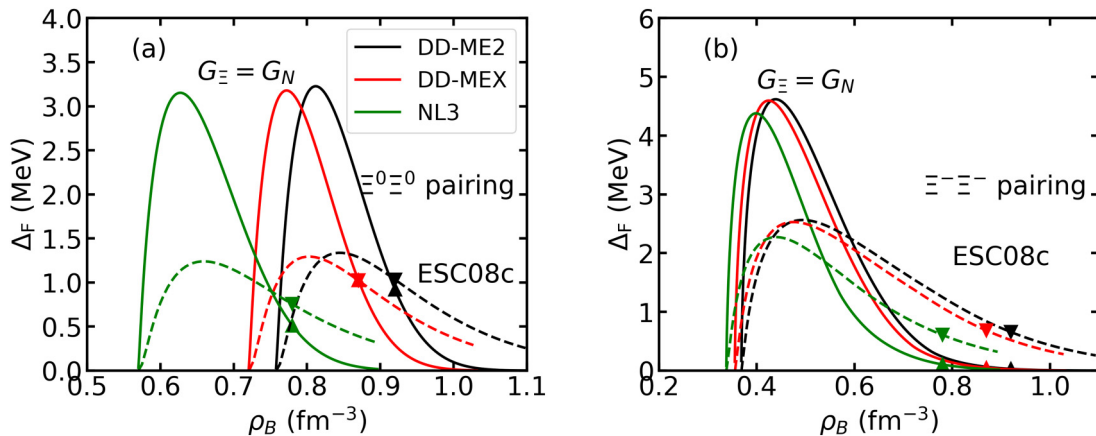 (a)
G_Ξ = G_N
DD-ME2
DD-MEX
NL3
Ξ⁰Ξ⁰ pairing
ESC08c
Δ_F (MeV)
4.0
3.5
3.0
2.5
2.0
1.5
1.0
0.5
0.0
0.5 0.6 0.7 0.8 0.9 1.0 1.1
ρ_B (fm⁻³)
(b)
G_Ξ = G_N
Ξ⁻Ξ⁻ pairing
ESC08c
Δ_F (MeV)
6
5
4
3
2
1
0
0.2 0.4 0.6 0.8 1.0
ρ_B (fm⁻³)